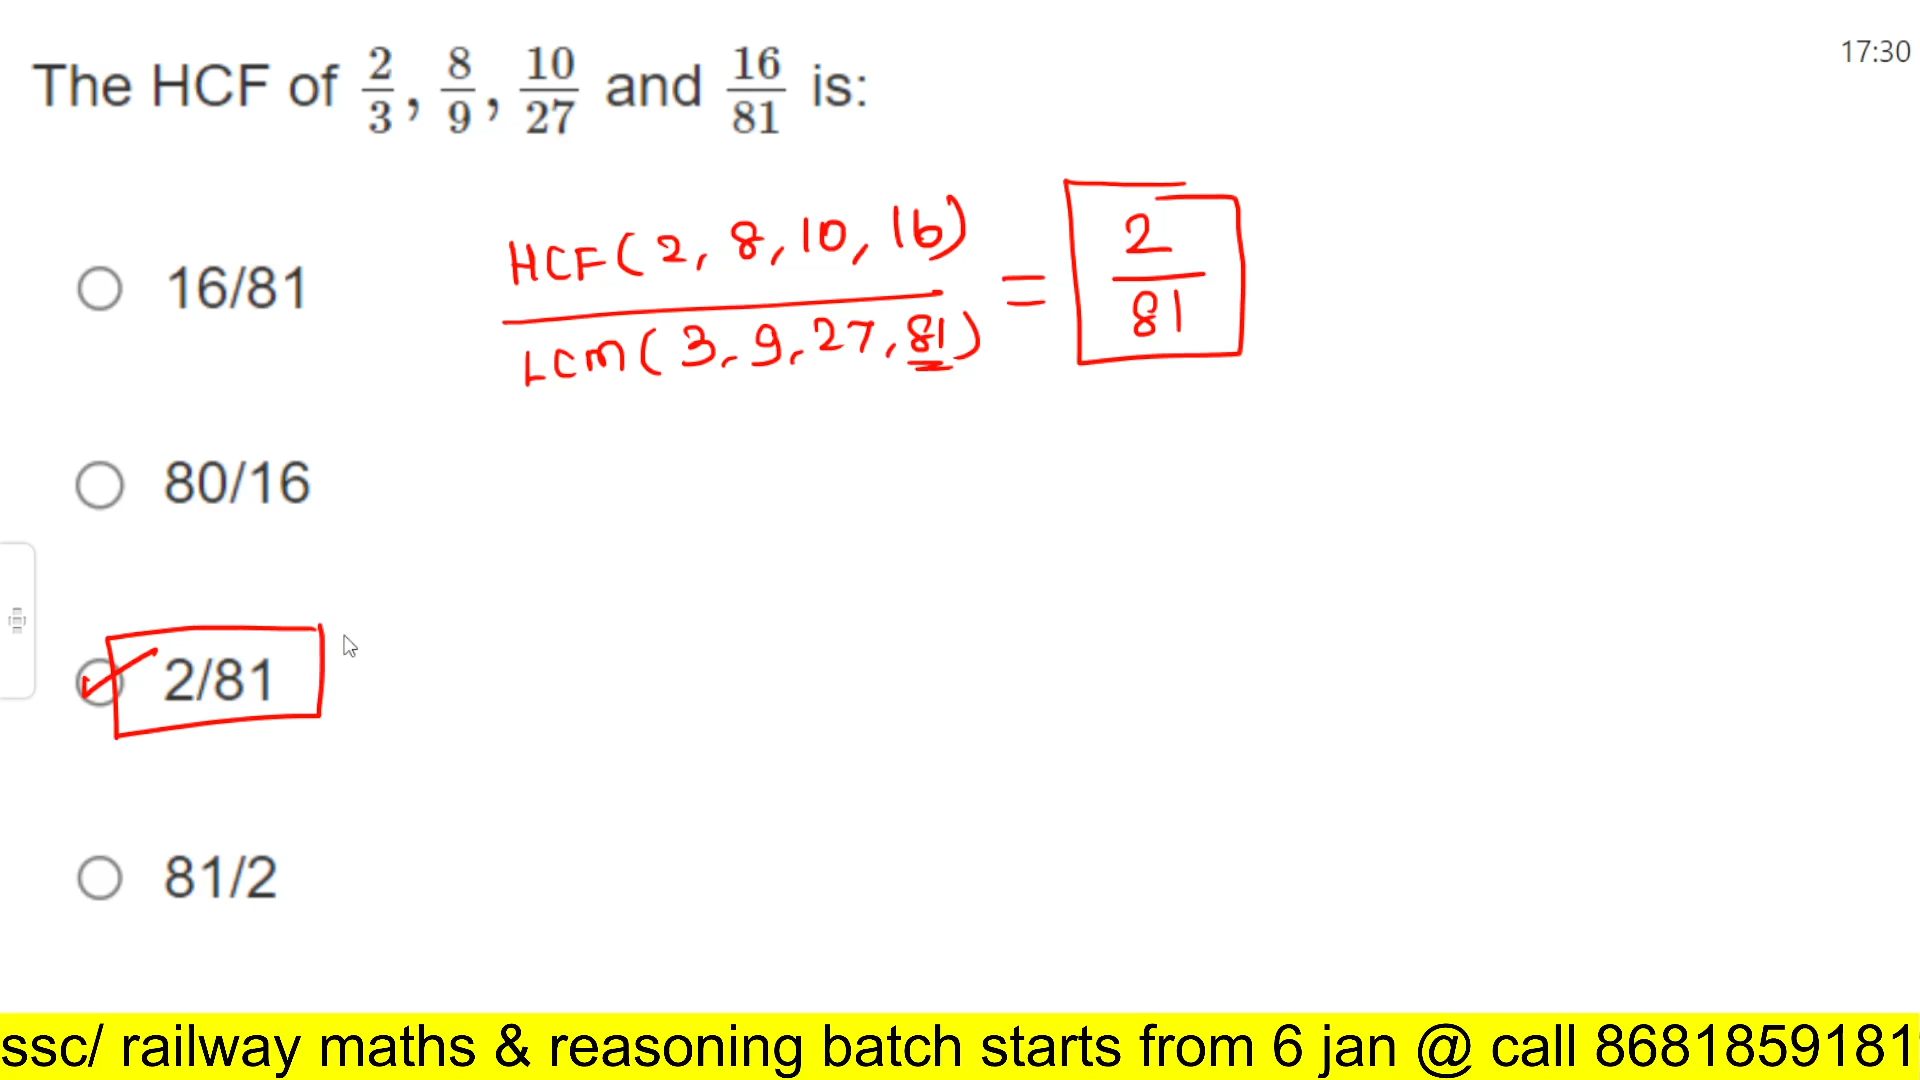 17:30
The HCF of 2/3, 8/9, 10/27 and 16/81 is:
HCF(2, 8, 10, 16)
LCM(3, 9, 27, 81)
= 2/81
16/81
80/16
2/81
81/2
ssc/ railway maths & reasoning batch starts from 6 jan @ call 8681859181